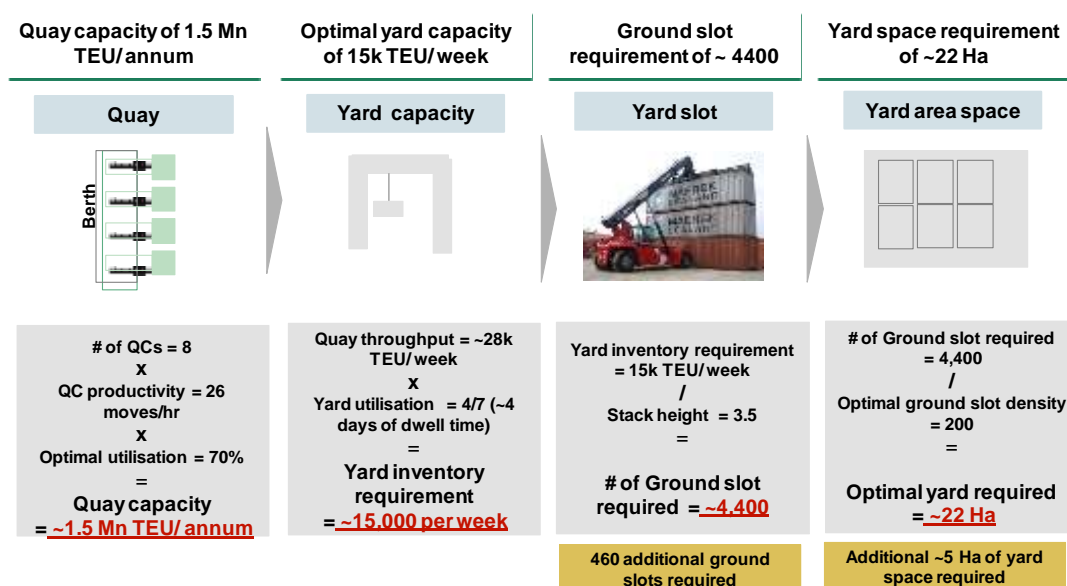 Quay capacity of 1.5 Mn
TEU/ annum
Optimal yard capacity
of 15k TEU/ week
Ground slot
requirement of ~ 4400
Yard space requirement
of ~22 Ha
Quay
Yard capacity
Yard slot
Yard area space
Berth
MAERSK
SEALAND
MAERSK
SEALAND
# of QCs = 8
x
QC productivity = 26
moves/hr
x
Optimal utilisation = 70%
=
Quay capacity
= ~1.5 Mn TEU/ annum
Quay throughput = ~28k
TEU/ week
x
Yard utilisation = 4/7 (~4
days of dwell time)
=
Yard inventory
requirement
= ~15,000 per week
Yard inventory requirement
= 15k TEU/ week
/
Stack height = 3.5
=
# of Ground slot
required = ~4,400
# of Ground slot required
= 4,400
/
Optimal ground slot density
= 200
=
Optimal yard required
= ~22 Ha
460 additional ground
slots required
Additional ~5 Ha of yard
space required